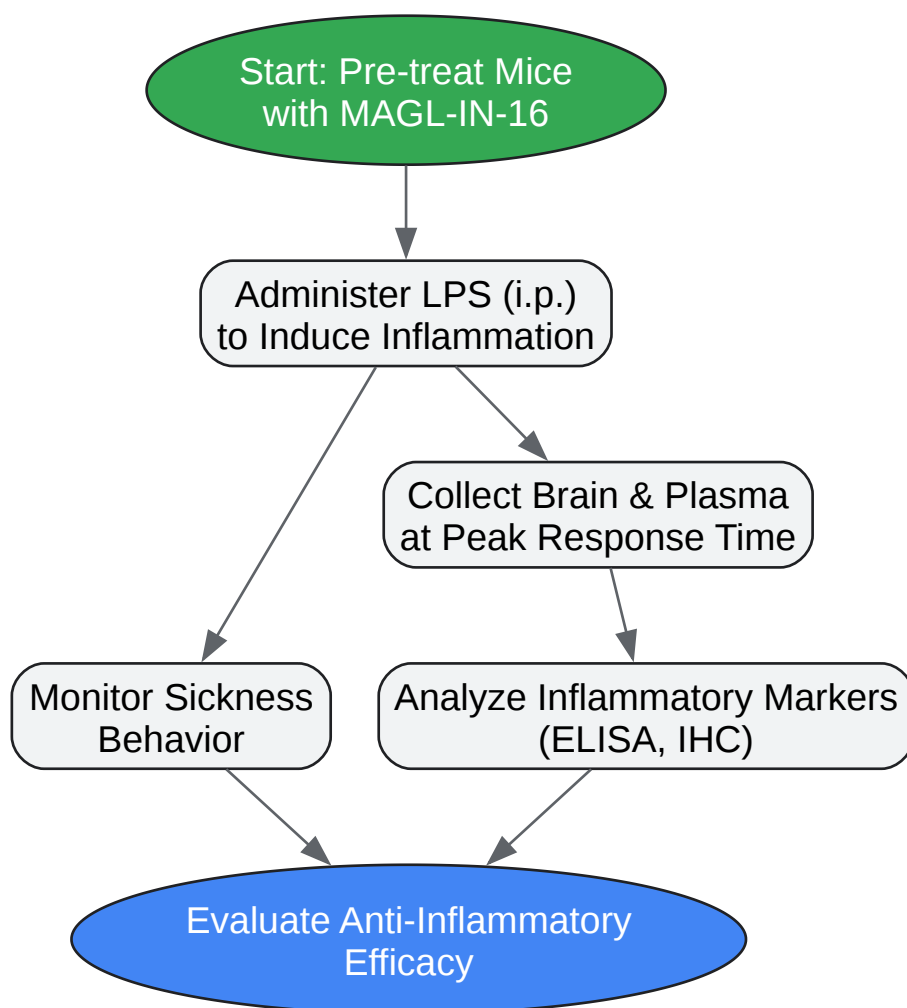 Start: Pre-treat Mice
with MAGL-IN-16
Administer LPS (i.p.)
to Induce Inflammation
Collect Brain & Plasma
at Peak Response Time
Monitor Sickness
Behavior
Analyze Inflammatory Markers
(ELISA, IHC)
Evaluate Anti-Inflammatory
Efficacy